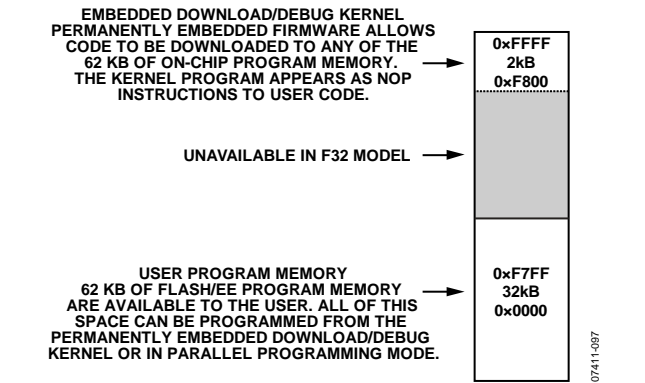 EMBEDDED DOWNLOAD/DEBUG KERNEL
PERMANENTLY EMBEDDED FIRMWARE ALLOWS
CODE TO BE DOWNLOADED TO ANY OF THE
62 KB OF ON-CHIP PROGRAM MEMORY.
THE KERNEL PROGRAM APPEARS AS NOP
INSTRUCTIONS TO USER CODE.
0×FFFF
2kB
0×F800
UNAVAILABLE IN F32 MODEL
USER PROGRAM MEMORY
62 KB OF FLASH/EE PROGRAM MEMORY
ARE AVAILABLE TO THE USER. ALL OF THIS
SPACE CAN BE PROGRAMMED FROM THE
PERMANENTLY EMBEDDED DOWNLOAD/DEBUG
KERNEL OR IN PARALLEL PROGRAMMING MODE.
0×F7FF
32kB
0×0000
07411-097